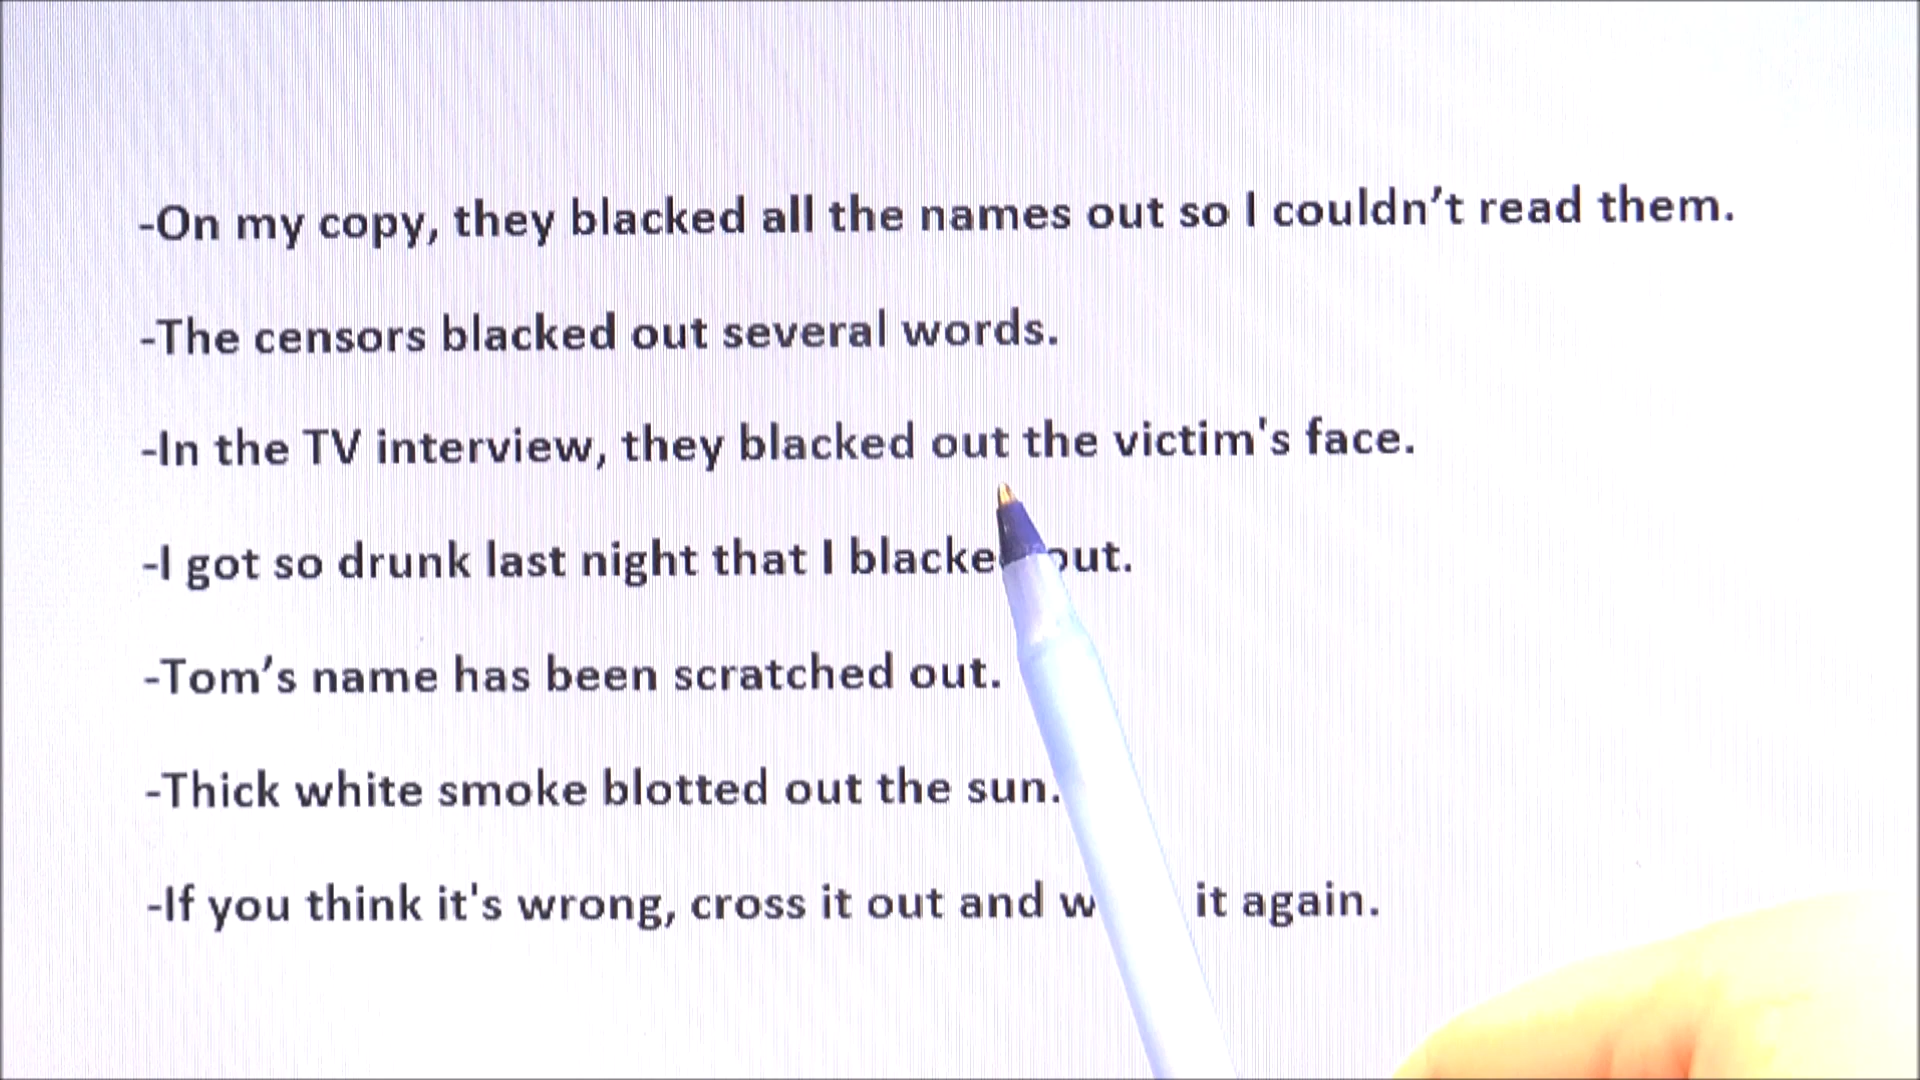 -On my copy, they blacked all the names out so I couldn’t read them.
-The censors blacked out several words.
-In the TV interview, they blacked out the victim's face.
-I got so drunk last night that I blacked out.
-Tom’s name has been scratched out.
-Thick white smoke blotted out the sun.
-If you think it's wrong, cross it out and it again.